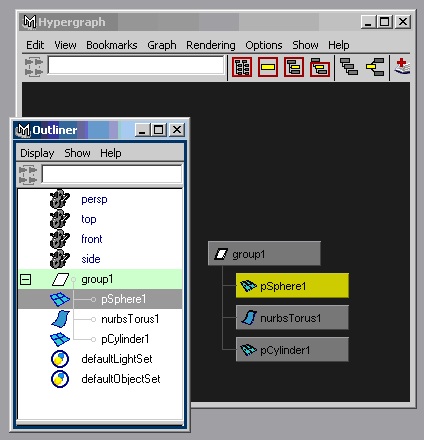 Hypergraph
Edit View Bookmarks Graph Rendering Options Show Help
Outliner
Display Show Help
persp
top
front
side
group1
pSphere1
nurbsTorus1
pCylinder1
defaultLightSet
defaultObjectSet
group1
pSphere1
nurbsTorus1
pCylinder1